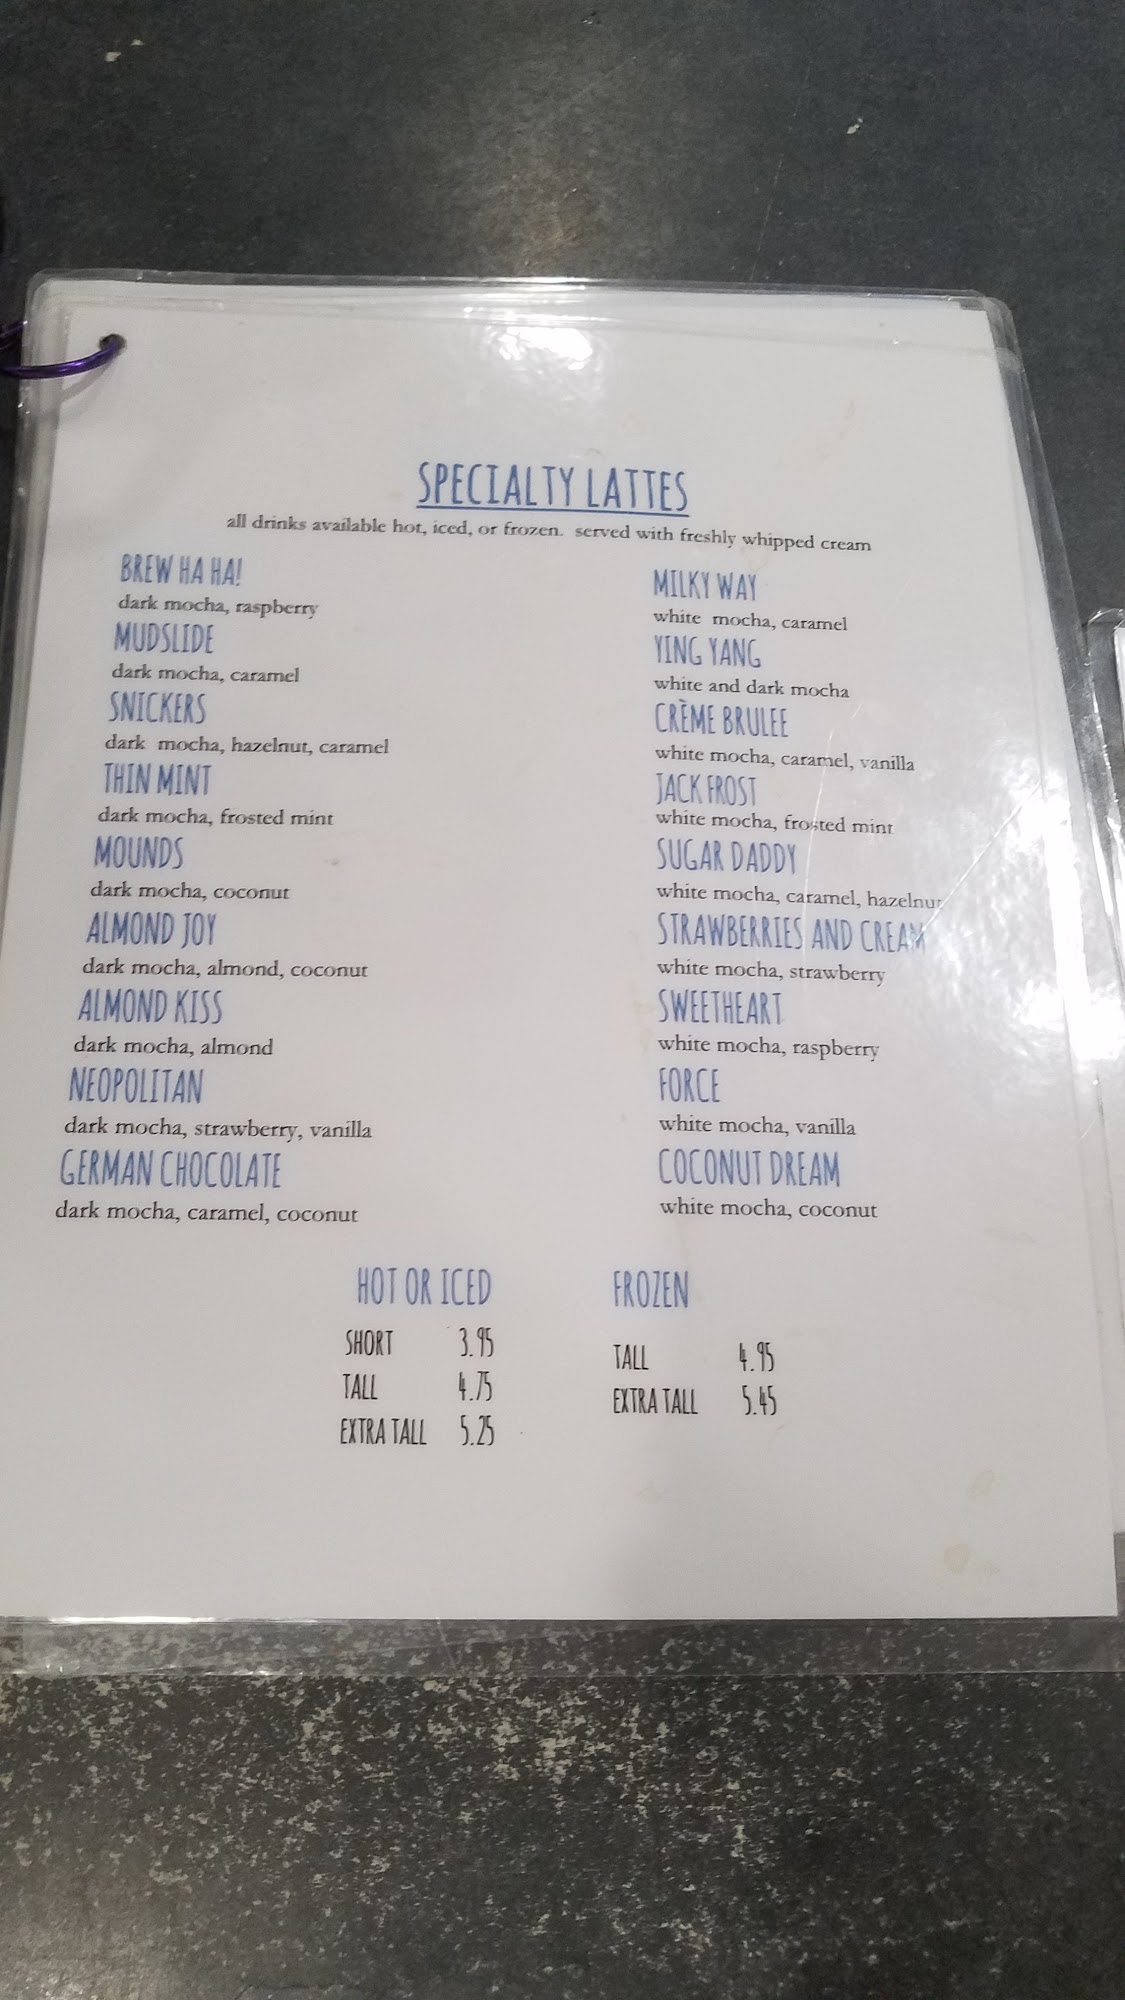 SPECIALTY LATTES
all drinks available hot, iced, or frozen. served with freshly whipped cream
BREW HA HA!
dark mocha, raspberry
MUDSLIDE
dark mocha, caramel
SNICKERS
dark mocha, hazelnut, caramel
THIN MINT
dark mocha, frosted mint
MOUNDS
dark mocha, coconut
ALMOND JOY
dark mocha, almond, coconut
ALMOND KISS
dark mocha, almond
NEOPOLITAN
dark mocha, strawberry, vanilla
GERMAN CHOCOLATE
dark mocha, caramel, coconut
MILKY WAY
white mocha, caramel
YING YANG
white and dark mocha
CRÈME BRULEE
white mocha, caramel, vanilla
JACK FROST
white mocha, frosted mint
SUGAR DADDY
white mocha, caramel, hazelnut
STRAWBERRIES AND CREAM
white mocha, strawberry
SWEETHEART
white mocha, raspberry
FORCE
white mocha, vanilla
COCONUT DREAM
white mocha, coconut
HOT OR ICED
SHORT 3.95
TALL 4.75
EXTRA TALL 5.25
FROZEN
TALL 4.95
EXTRA TALL 5.45